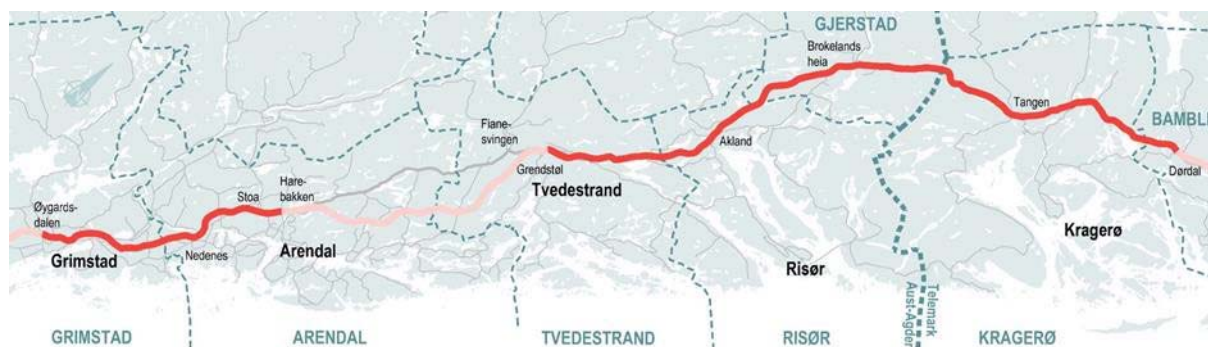 GJERSTAD
Brokelands
heia
Tangen
BAMBLE
Fiane-
svingen
Akland
Grendstøl
Dørdal
Tvedestrand
Hare-
bakken
Stoa
Øygards-
dalen
Kragerø
Arendal
Nedenes
Grimstad
Risør
Telemark
Aust-Agder
GRIMSTAD
ARENDAL
TVEDESTRAND
RISØR
KRAGERØ